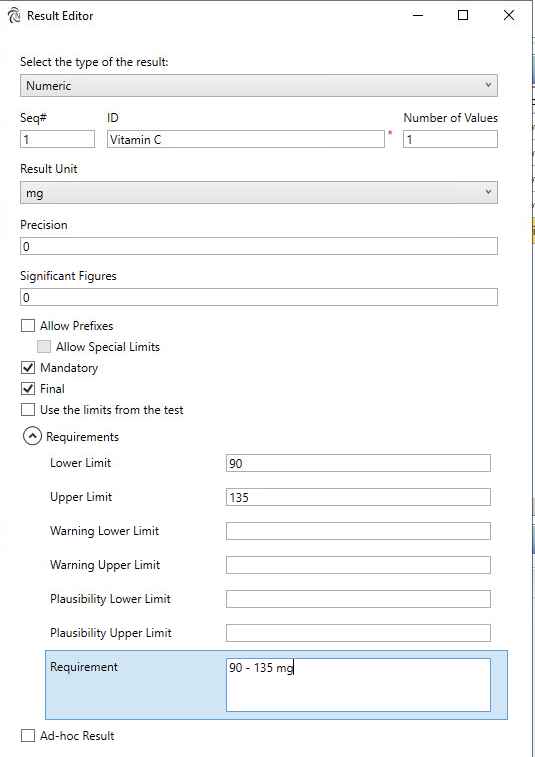 Result Editor
Select the type of the result:
Numeric
Seq# ID Number of Values
1 Vitamin C * 1
Result Unit
mg
Precision
0
Significant Figures
0
Allow Prefixes
Allow Special Limits
Mandatory
Final
Use the limits from the test
Requirements
Lower Limit 90
Upper Limit 135
Warning Lower Limit
Warning Upper Limit
Plausibility Lower Limit
Plausibility Upper Limit
Requirement 90 - 135 mg
Ad-hoc Result